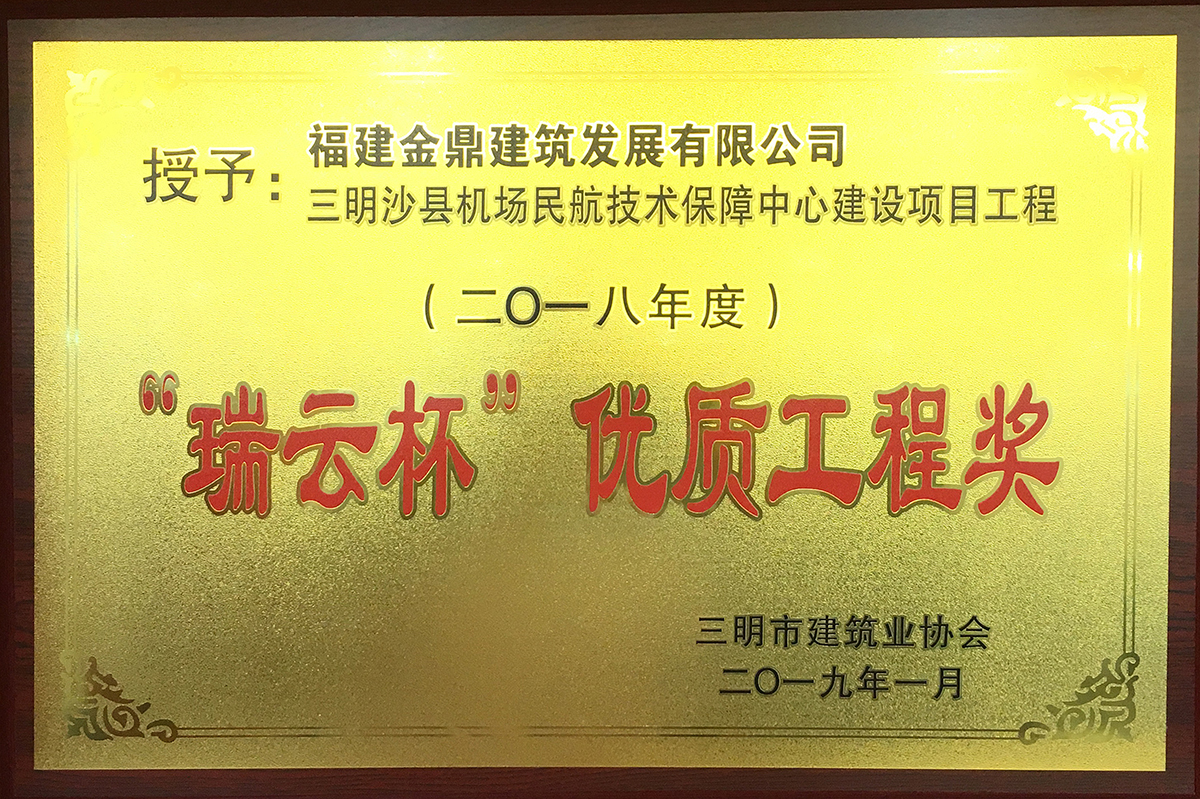 授予：
福建金鼎建筑发展有限公司
三明沙县机场民航技术保障中心建设项目工程
（二〇一八年度）
“瑞云杯”优质工程奖
三明市建筑业协会
二〇一九年一月